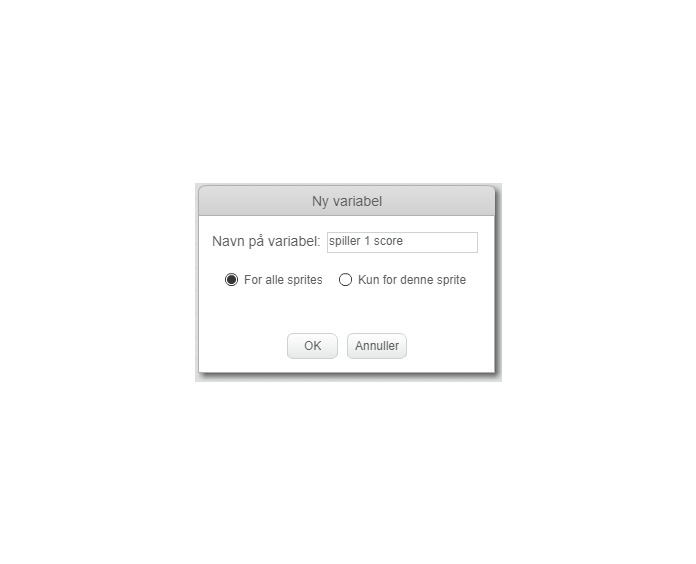 Ny variabel
Navn på variabel: spiller 1 score
For alle sprites Kun for denne sprite
OK Annuller